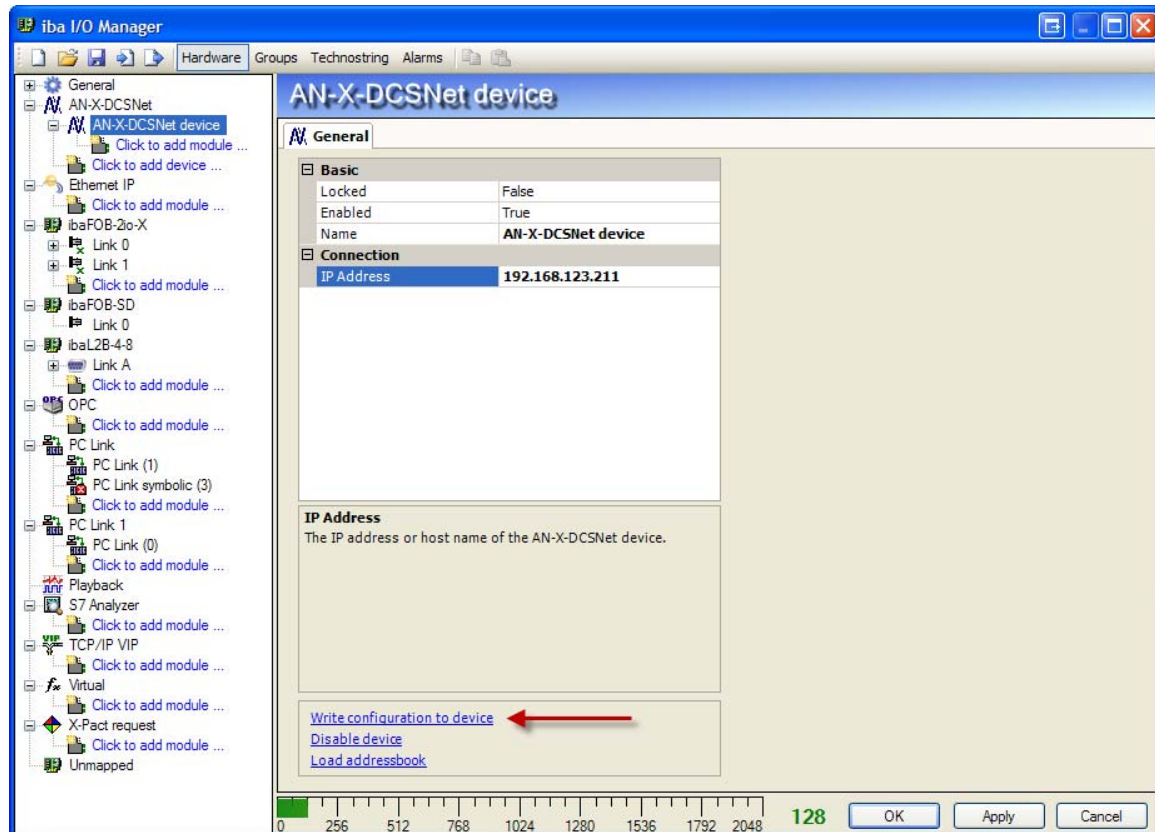 iba I/O Manager
Hardware Groups Technostring Alarms
General
AN-X-DCSNet
AN-X-DCSNet device
Click to add module ...
Click to add device ...
Ethernet IP
Click to add module ...
ibaFOB-2io-X
Link 0
Link 1
Click to add module ...
ibaFOB-SD
Link 0
ibaL2B-4-8
Link A
Click to add module ...
OPC
Click to add module ...
PC Link
PC Link (1)
PC Link symbolic (3)
Click to add module ...
PC Link 1
PC Link (0)
Click to add module ...
Playback
S7 Analyzer
Click to add module ...
TCP/IP VIP
Click to add module ...
Virtual
Click to add module ...
X-Pact request
Click to add module ...
Unmapped
AN-X-DCSNet device
General
Basic
Locked False
Enabled True
Name AN-X-DCSNet device
Connection
IP Address 192.168.123.211
IP Address
The IP address or host name of the AN-X-DCSNet device.
Write configuration to device
Disable device
Load addressbook
0 256 512 768 1024 1280 1536 1792 2048
128
OK Apply Cancel